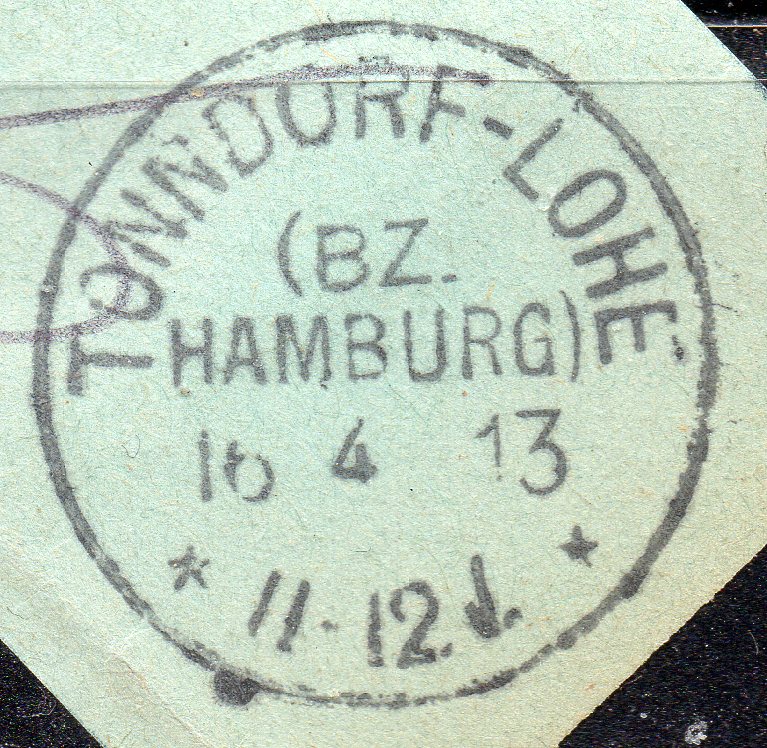 TONNDORF-LOHE
(BZ.
HAMBURG)
16 4 13
* 11-12. *